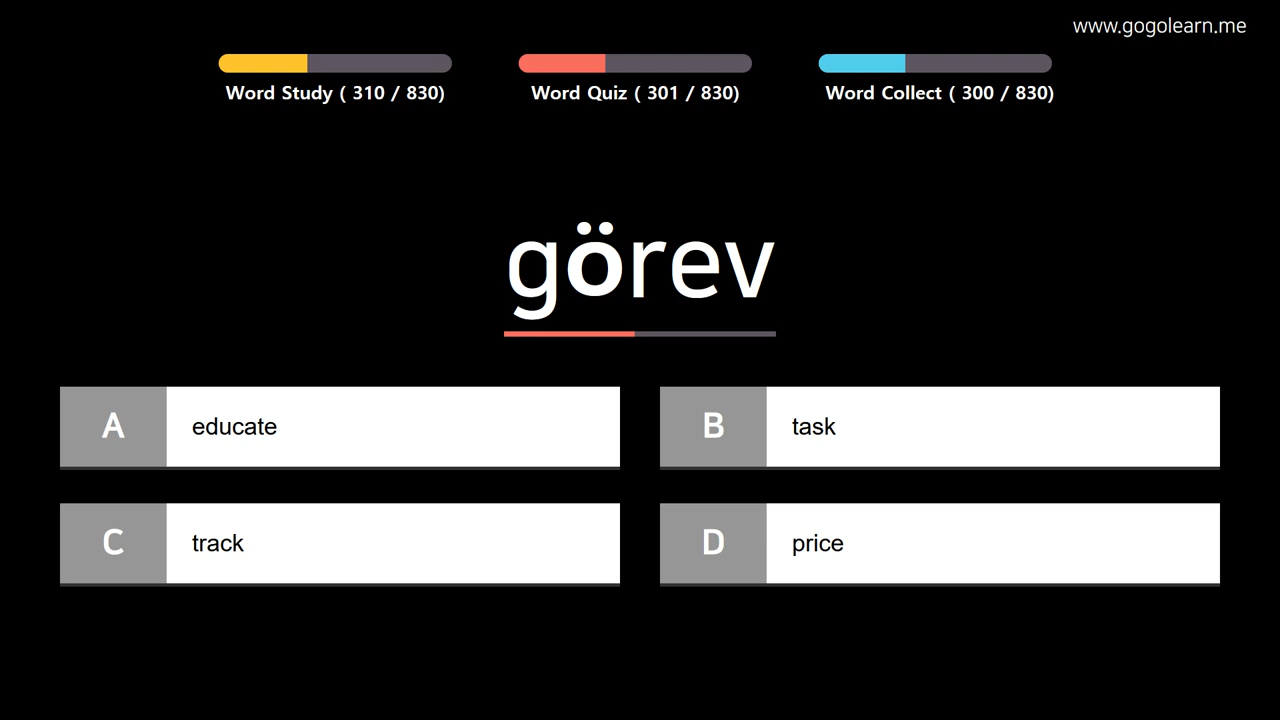 www.gogolearn.me
Word Study ( 310 / 830)
Word Quiz ( 301 / 830)
Word Collect ( 300 / 830)
görev
A educate
B task
C track
D price